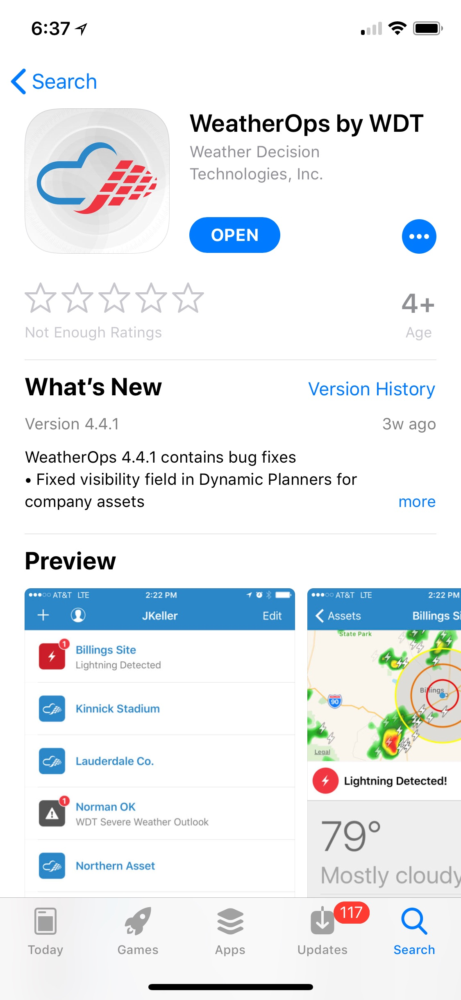 6:37
Search
WeatherOps by WDT
Weather Decision
Technologies, Inc.
OPEN
Not Enough Ratings
4+
Age
What's New
Version History
Version 4.4.1
3w ago
WeatherOps 4.4.1 contains bug fixes
• Fixed visibility field in Dynamic Planners for
company assets
more
Preview
AT&T LTE
2:22 PM
JKeller
Edit
1
Billings Site
Lightning Detected
Kinnick Stadium
Lauderdale Co.
1
Norman OK
WDT Severe Weather Outlook
Northern Asset
AT&T LTE
2:22 PM
Assets
Billings Si
State Park
Billings
90
Legal
Lightning Detected!
79°
Mostly cloudy
Today
Games
Apps
117
Updates
Search